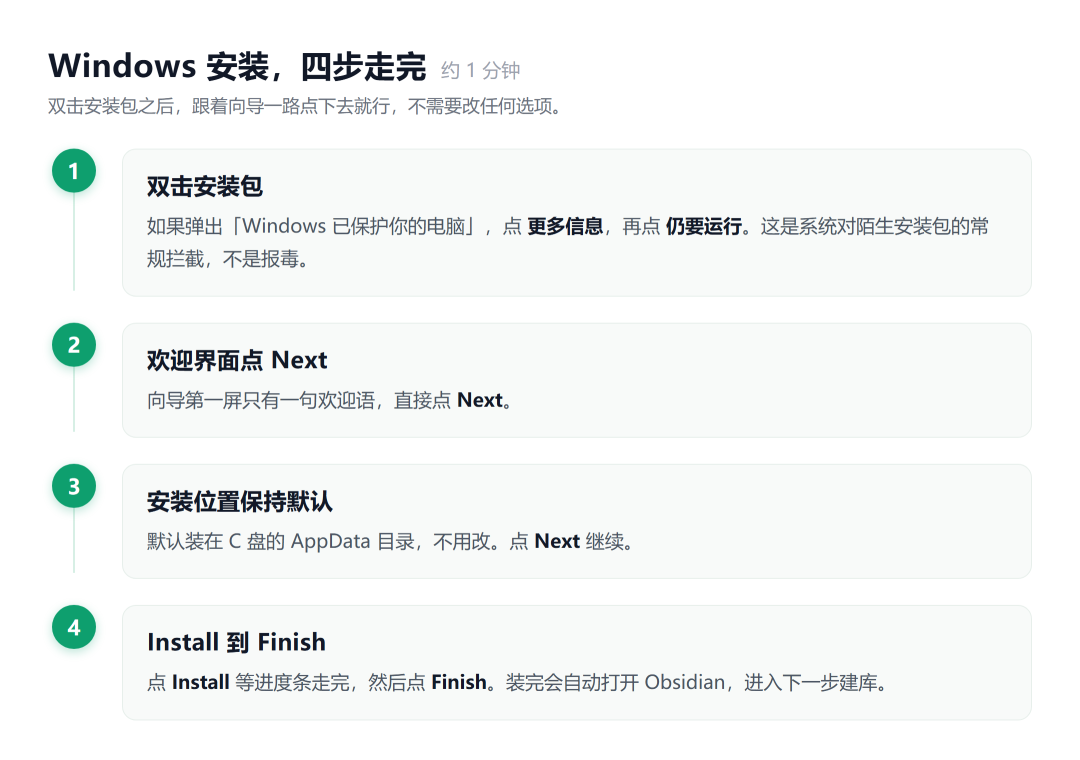 Windows 安装，四步走完 约 1 分钟
双击安装包之后，跟着向导一路点下去就行，不需要改任何选项。
1
双击安装包
如果弹出「Windows 已保护你的电脑」，点 更多信息，再点 仍要运行。这是系统对陌生安装包的常
规拦截，不是报毒。
2
欢迎界面点 Next
向导第一屏只有一句欢迎语，直接点 Next。
3
安装位置保持默认
默认装在 C 盘的 AppData 目录，不用改。点 Next 继续。
4
Install 到 Finish
点 Install 等进度条走完，然后点 Finish。装完会自动打开 Obsidian，进入下一步建库。